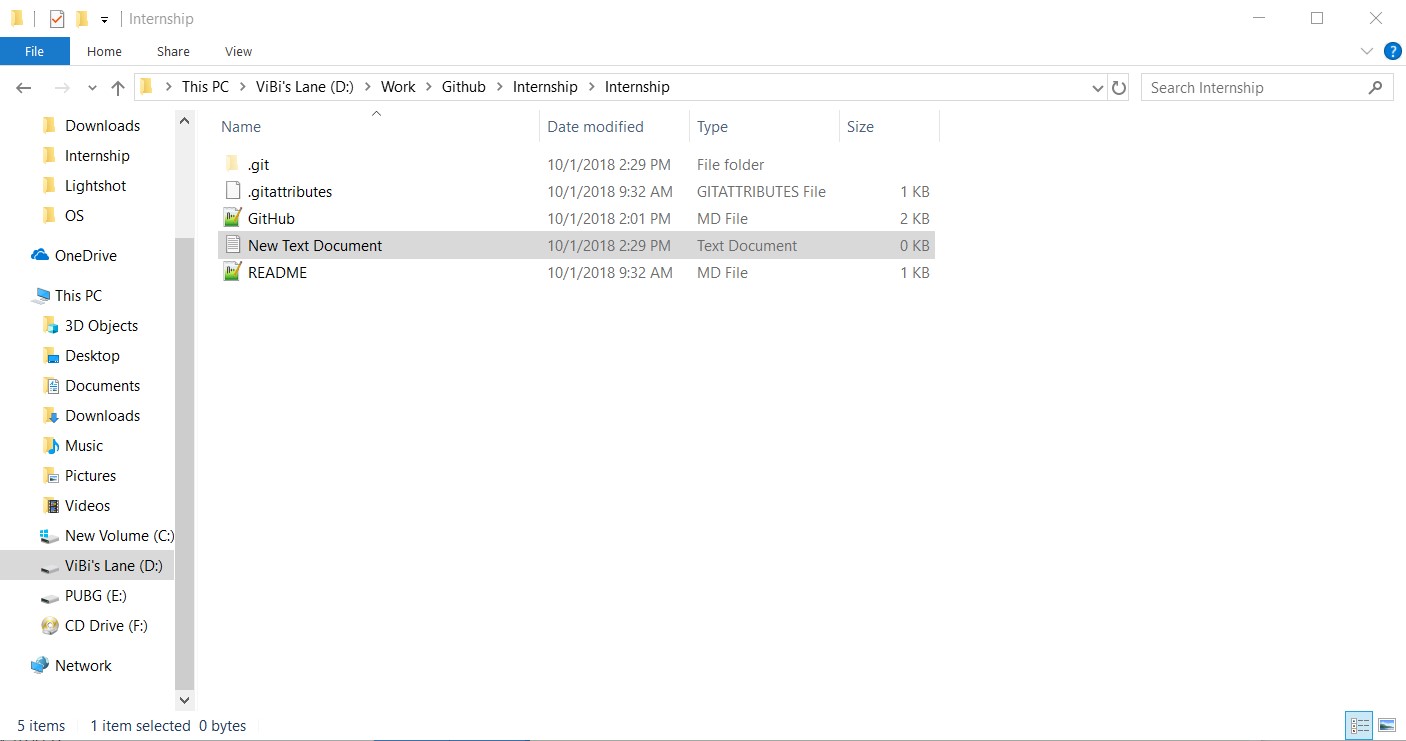 Internship
File Home Share View
This PC > ViBi's Lane (D:) > Work > Github > Internship > Internship
Search Internship
Name Date modified Type Size
.git 10/1/2018 2:29 PM File folder
.gitattributes 10/1/2018 9:32 AM GITATTRIBUTES File 1 KB
GitHub 10/1/2018 2:01 PM MD File 2 KB
New Text Document 10/1/2018 2:29 PM Text Document 0 KB
README 10/1/2018 9:32 AM MD File 1 KB
Downloads
Internship
Lightshot
OS
OneDrive
This PC
3D Objects
Desktop
Documents
Downloads
Music
Pictures
Videos
New Volume (C:)
ViBi's Lane (D:)
PUBG (E:)
CD Drive (F:)
Network
5 items 1 item selected 0 bytes